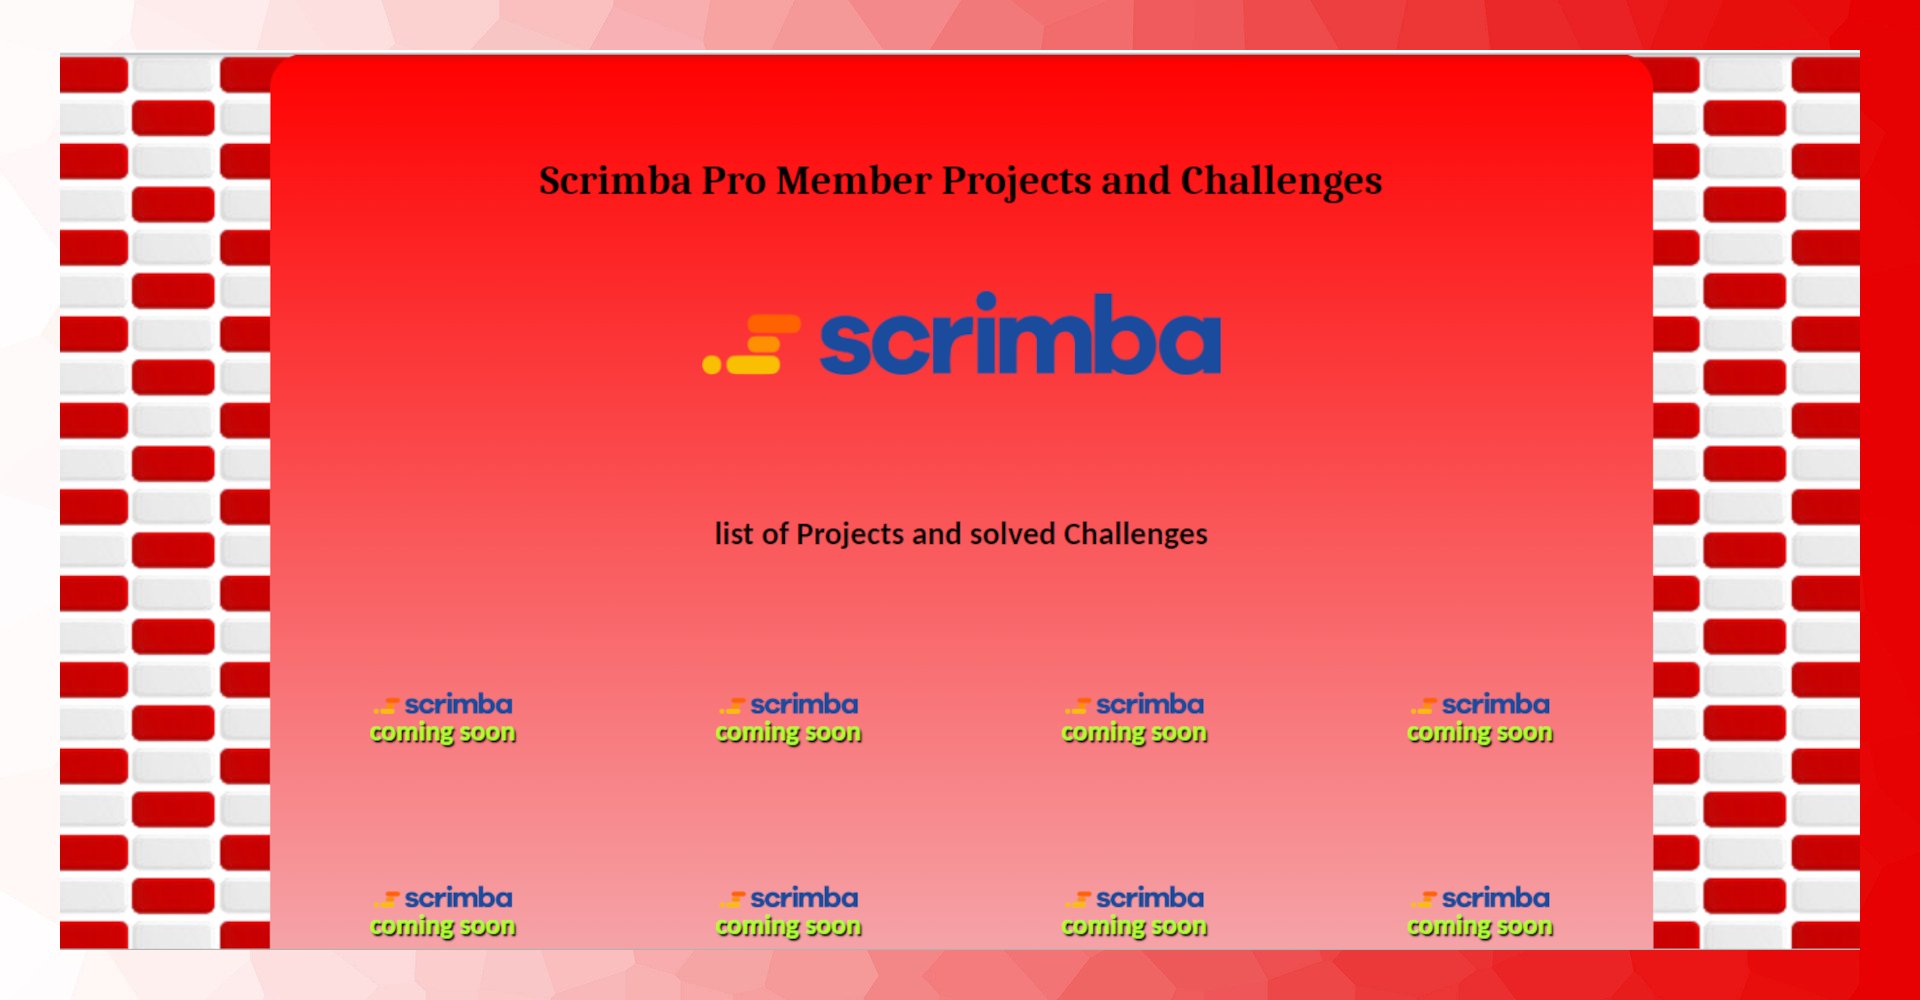 Scrimba Pro Member Projects and Challenges
scrimba
list of Projects and solved Challenges
scrimba scrimba scrimba scrimba
coming soon coming soon coming soon coming soon
scrimba scrimba scrimba scrimba
coming soon coming soon coming soon coming soon